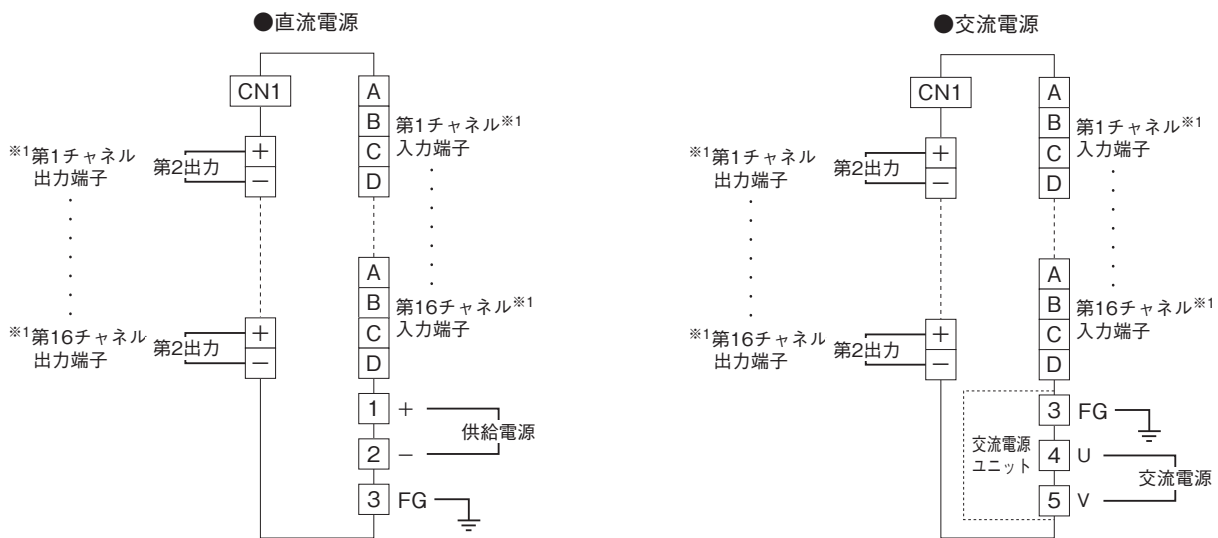 ●直流電源
CN1
A
B
C
D
第1チャネル※1
入力端子
※1第1チャネル
出力端子
第2出力
+
−
A
B
C
D
第16チャネル※1
入力端子
※1第16チャネル
出力端子
第2出力
+
−
1 +
供給電源
2 −
3 FG
●交流電源
CN1
A
B
C
D
第1チャネル※1
入力端子
※1第1チャネル
出力端子
第2出力
+
−
A
B
C
D
第16チャネル※1
入力端子
※1第16チャネル
出力端子
第2出力
+
−
交流電源
ユニット
3 FG
4 U
交流電源
5 V